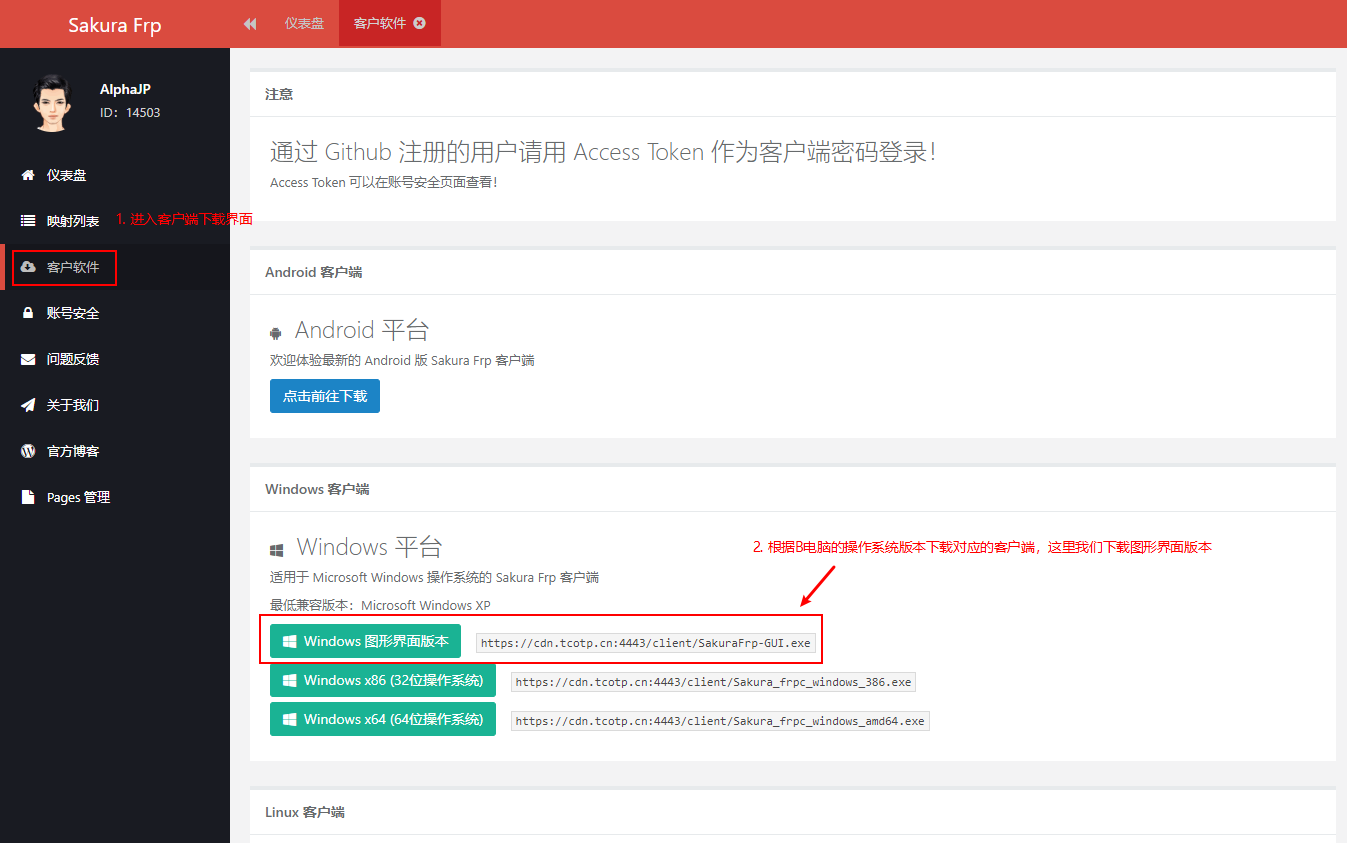 Sakura Frp
仪表盘
客户软件
AlphaJP
ID：14503
仪表盘
映射列表
1. 进入客户端下载界面
客户软件
账号安全
问题反馈
关于我们
官方博客
Pages 管理
注意
通过 Github 注册的用户请用 Access Token 作为客户端密码登录！
Access Token 可以在账号安全页面查看！
Android 客户端
Android 平台
欢迎体验最新的 Android 版 Sakura Frp 客户端
点击前往下载
Windows 客户端
Windows 平台
2. 根据B电脑的操作系统版本下载对应的客户端，这里我们下载图形界面版本
适用于 Microsoft Windows 操作系统的 Sakura Frp 客户端
最低兼容版本：Microsoft Windows XP
Windows 图形界面版本 https://cdn.tcotp.cn:4443/client/SakuraFrp-GUI.exe
Windows x86 (32位操作系统) https://cdn.tcotp.cn:4443/client/Sakura_frpc_windows_386.exe
Windows x64 (64位操作系统) https://cdn.tcotp.cn:4443/client/Sakura_frpc_windows_amd64.exe
Linux 客户端